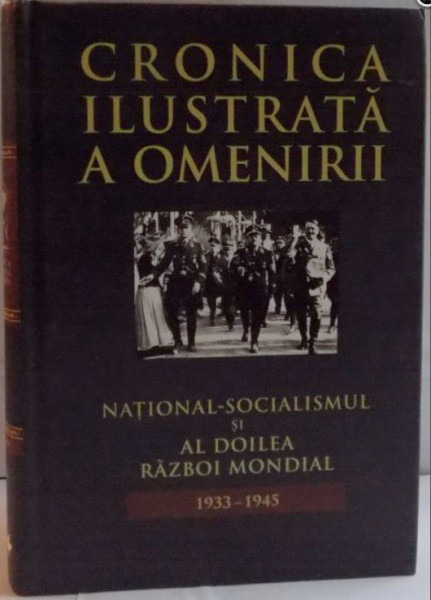 CRONICA
ILUSTRATĂ
A OMENIRII
NAȚIONAL-SOCIALISMUL
ȘI
AL DOILEA
RĂZBOI MONDIAL
1933–1945